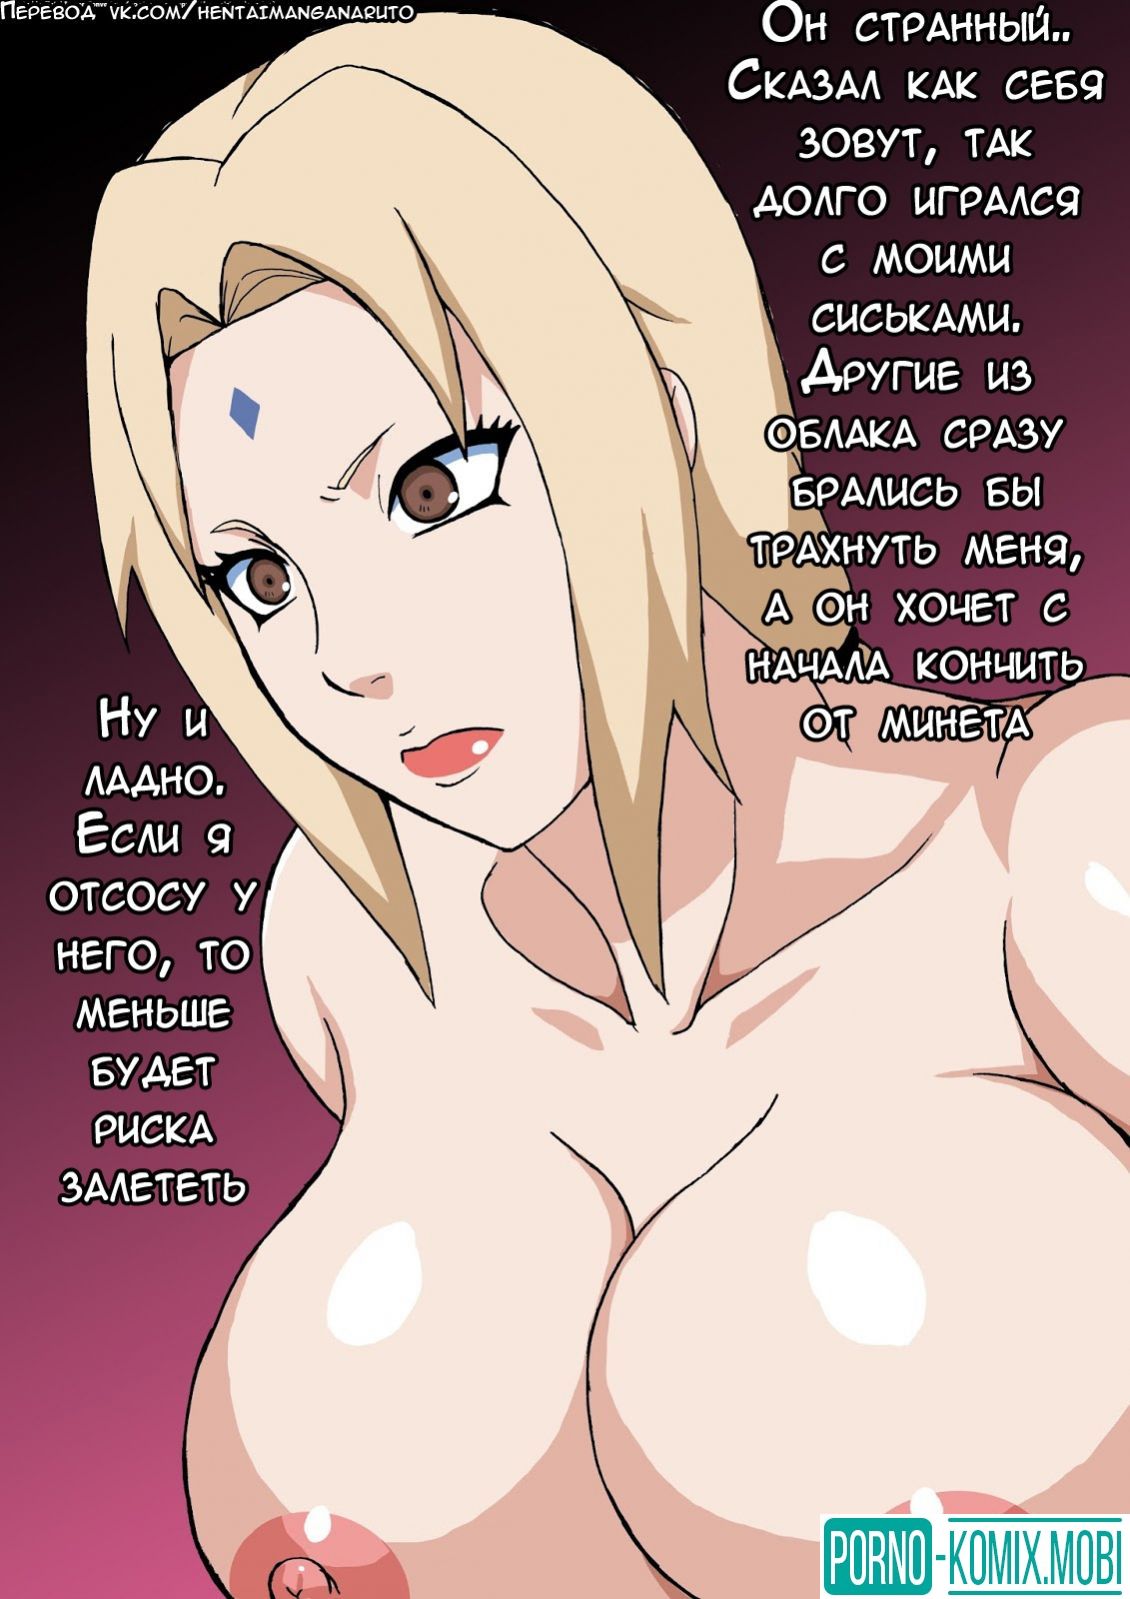 Перевод vk.com/hentaimanganaruto
Он странный..
Сказал как себя
зовут, так
долго игрался
с моими
сиськами.
Другие из
облака сразу
брались бы
трахнуть меня,
а он хочет с
начала кончить
от минета
Ну и
ладно.
Если я
отсосу у
него, то
меньше
будет
риска
залететь
PORNO-KOMIX.MOBI